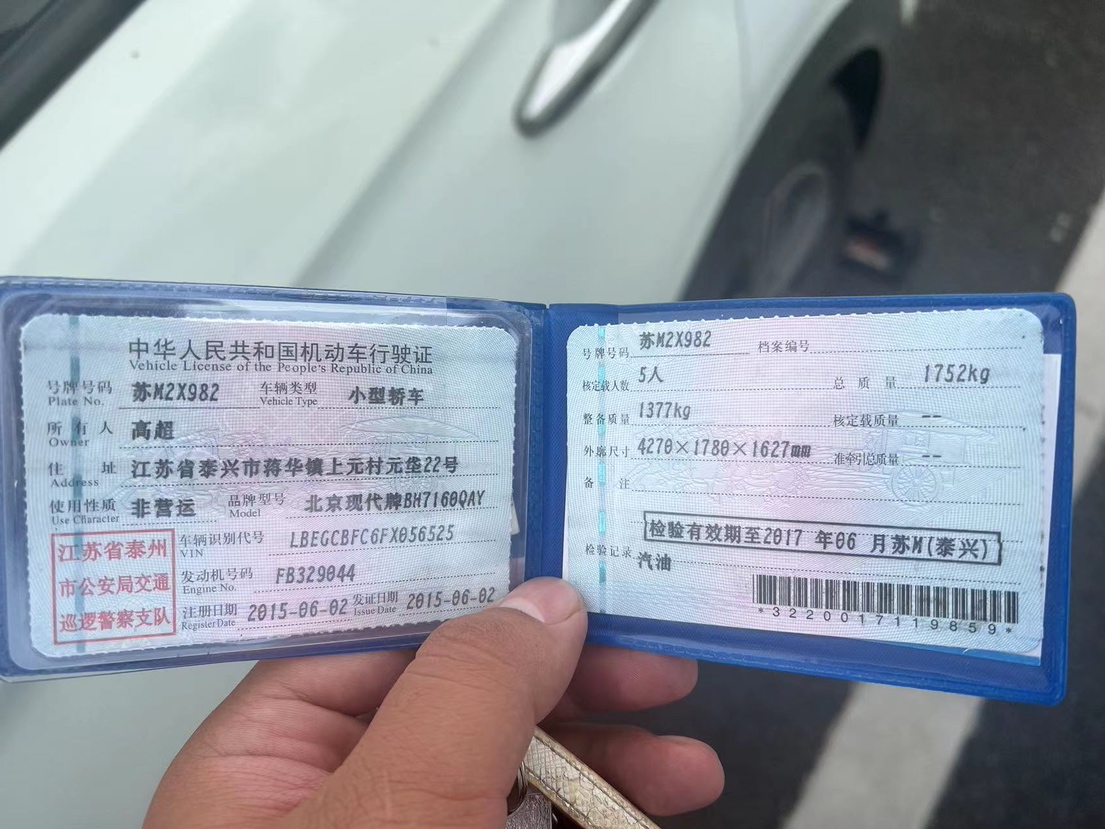 中华人民共和国机动车行驶证
Vehicle License of the People's Republic of China
号牌号码 苏M2X982 车辆类型 小型轿车
Plate No. Vehicle Type
所有人 高超
Owner
住址 江苏省泰兴市蒋华镇上元村元垡22号
Address
使用性质 非营运 品牌型号 北京现代牌BH7160QAY
Use Character Model
江苏省泰州
市公安局交通
巡逻警察支队
车辆识别代号 LBEGCBFC6FX056525
VIN
发动机号码 FB329044
Engine No.
注册日期 2015-06-02 发证日期 2015-06-02
Register Date Issue Date
号牌号码 苏M2X982 档案编号
核定载人数 5人 总质量 1752kg
整备质量 1377kg 核定载质量 --
外廓尺寸 4270×1780×1627mm 准牵引总质量 --
备注
检验有效期至2017 年06 月苏M(泰兴)
检验记录 汽油
*3220017119859*